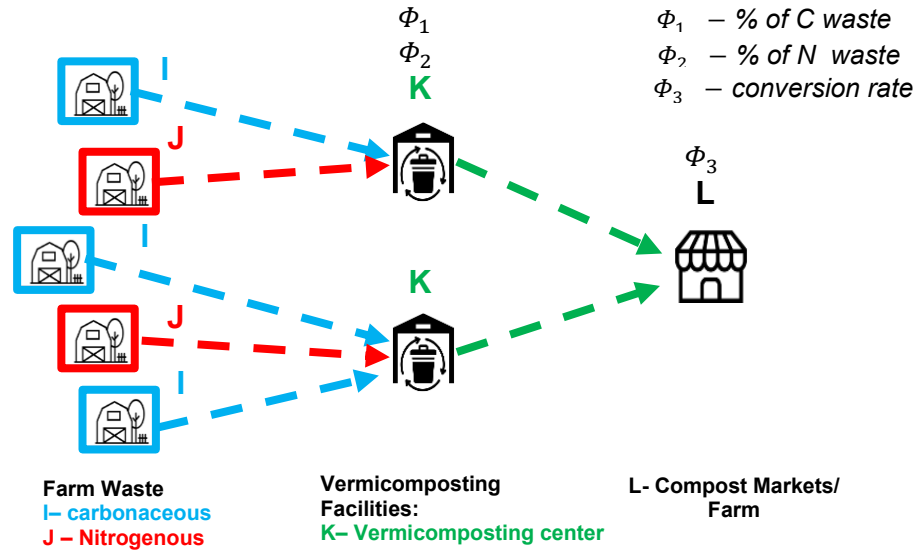 Φ₁
Φ₂
K
Φ₁ – % of C waste
Φ₂ – % of N waste
Φ₃ – conversion rate
I
J
Φ₃
L
I
K
J
I
Farm Waste
I– carbonaceous
J – Nitrogenous
Vermicomposting
Facilities:
K– Vermicomposting center
L- Compost Markets/
Farm